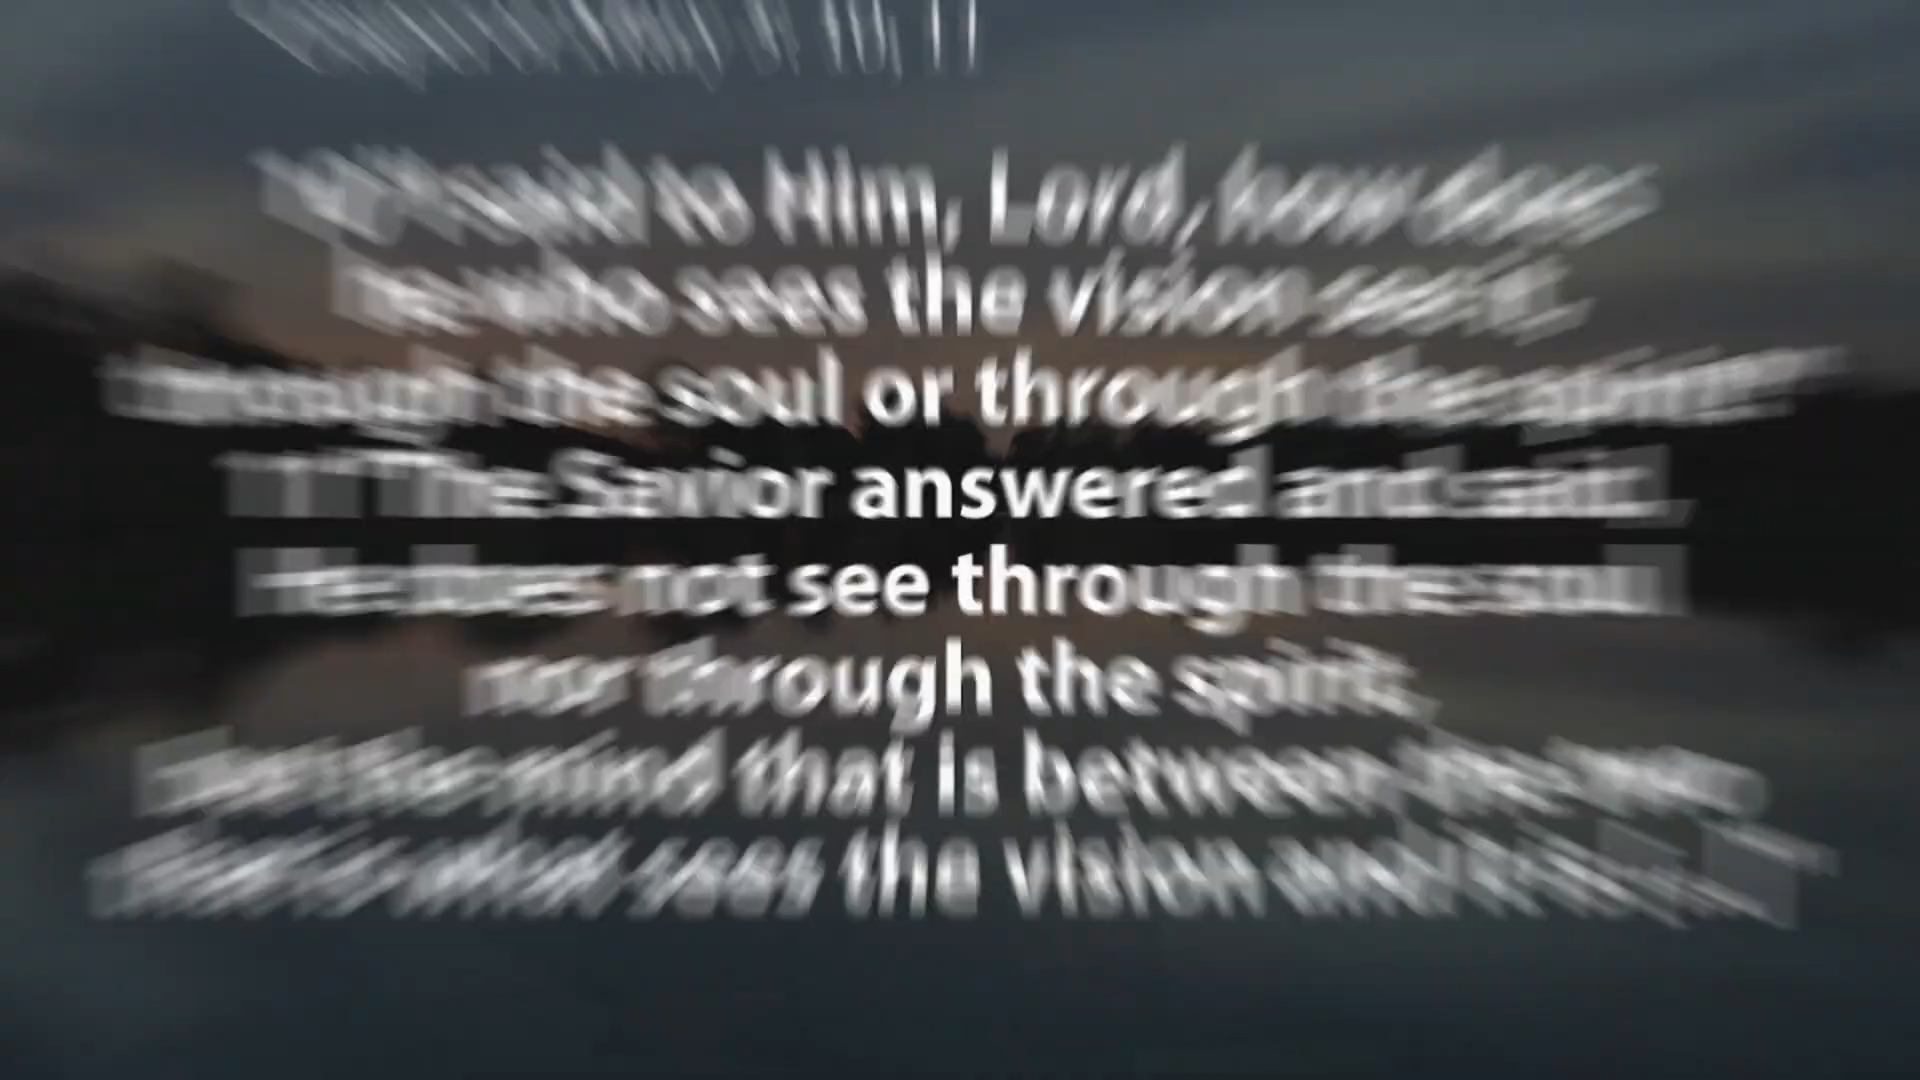 said to Him, Lord, how does
he who sees the vision see it,
through the soul or through the spirit?
11 The Savior answered and said,
He does not see through the soul
nor through the spirit,
but the mind that is between the two
that is what sees the vision and it is